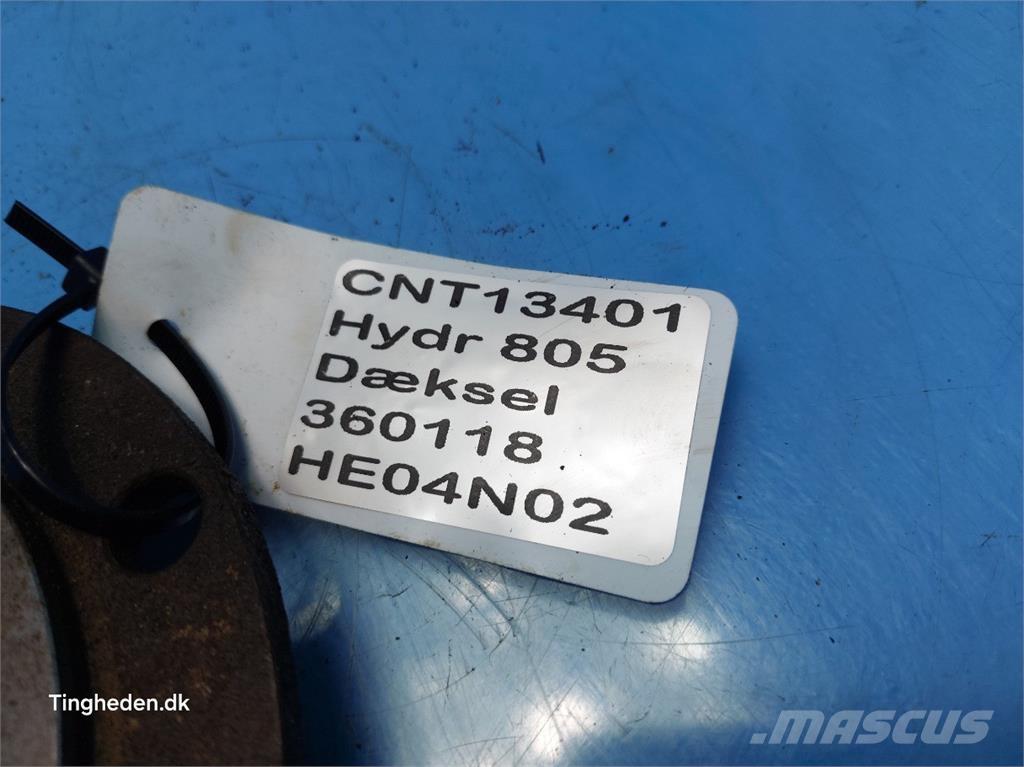 CNT13401
Hydr 805
Dæksel
360118
HE04N02
Tingheden.dk
MASCUS